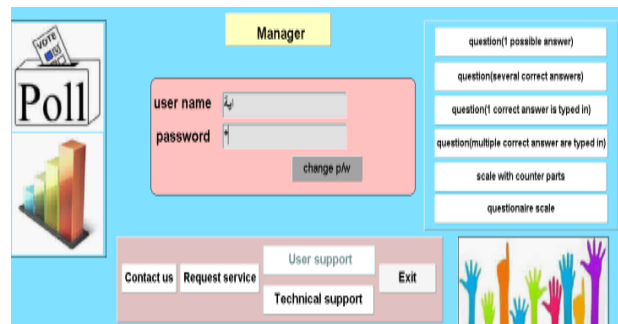 VOTE
Poll
Manager
user name
password *
change p/w
question(1 possible answer)
question(several correct answers)
question(1 correct answer is typed in)
question(multiple correct answer are typed in)
scale with counter parts
questionaire scale
Contact us
Request service
User support
Technical support
Exit